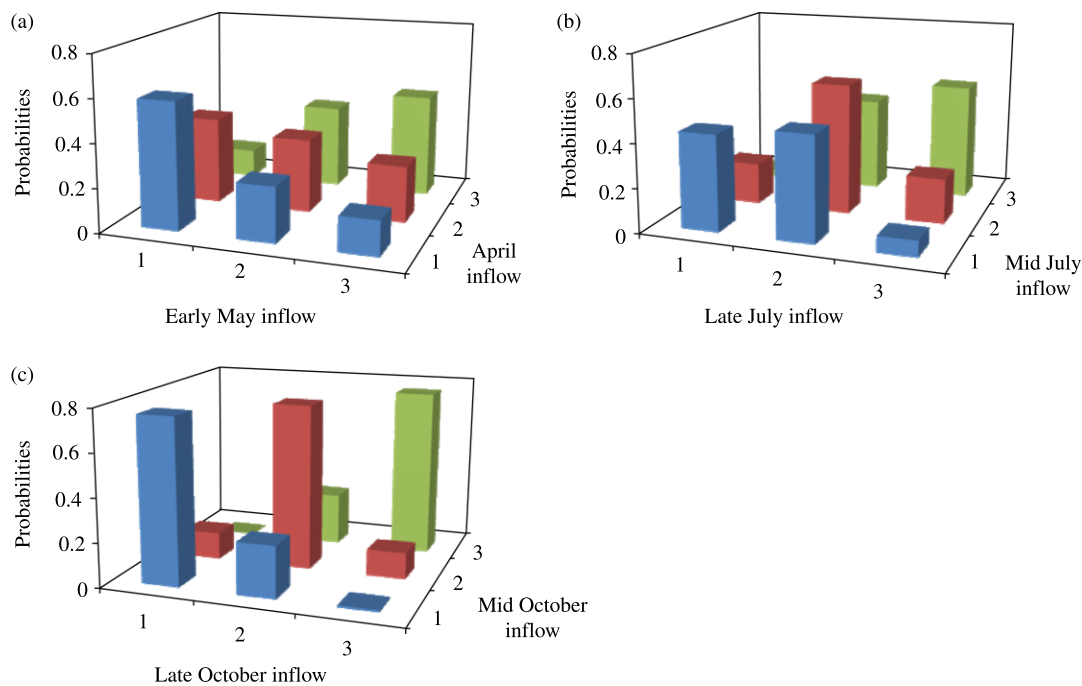 (a)
0.8
0.6
0.4
0.2
0
Probabilities
1
2
3
Early May inflow
1
2
3
April
inflow
(b)
0.8
0.6
0.4
0.2
0
Probabilities
1
2
3
Late July inflow
1
2
3
Mid July
inflow
(c)
0.8
0.6
0.4
0.2
0
Probabilities
1
2
3
Late October inflow
1
2
3
Mid October
inflow